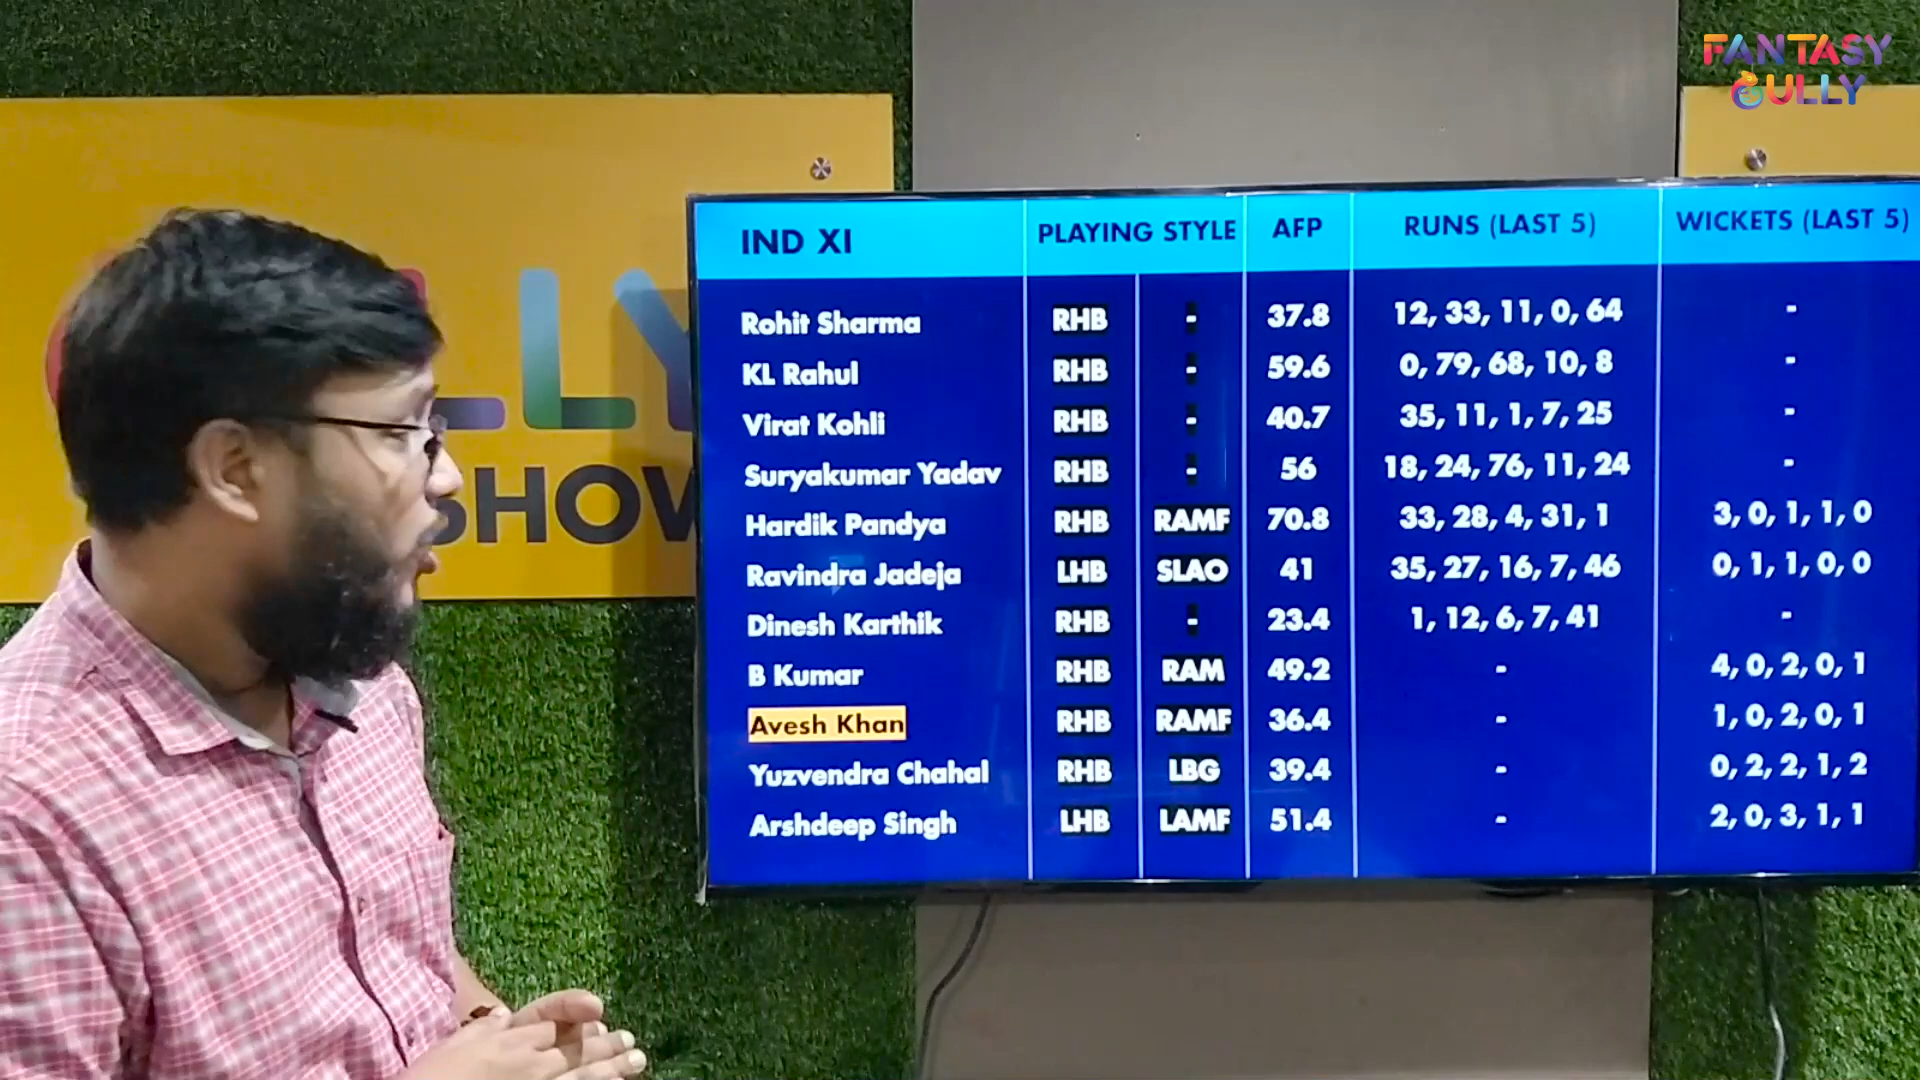 FANTASY
GULLY
LLY
SHOW
IND XI PLAYING STYLE AFP RUNS (LAST 5) WICKETS (LAST 5)
Rohit Sharma RHB - 37.8 12, 33, 11, 0, 64 -
KL Rahul RHB - 59.6 0, 79, 68, 10, 8 -
Virat Kohli RHB - 40.7 35, 11, 1, 7, 25 -
Suryakumar Yadav RHB - 56 18, 24, 76, 11, 24 -
Hardik Pandya RHB RAMF 70.8 33, 28, 4, 31, 1 3, 0, 1, 1, 0
Ravindra Jadeja LHB SLAO 41 35, 27, 16, 7, 46 0, 1, 1, 0, 0
Dinesh Karthik RHB - 23.4 1, 12, 6, 7, 41 -
B Kumar RHB RAM 49.2 - 4, 0, 2, 0, 1
Avesh Khan RHB RAMF 36.4 - 1, 0, 2, 0, 1
Yuzvendra Chahal RHB LBG 39.4 - 0, 2, 2, 1, 2
Arshdeep Singh LHB LAMF 51.4 - 2, 0, 3, 1, 1